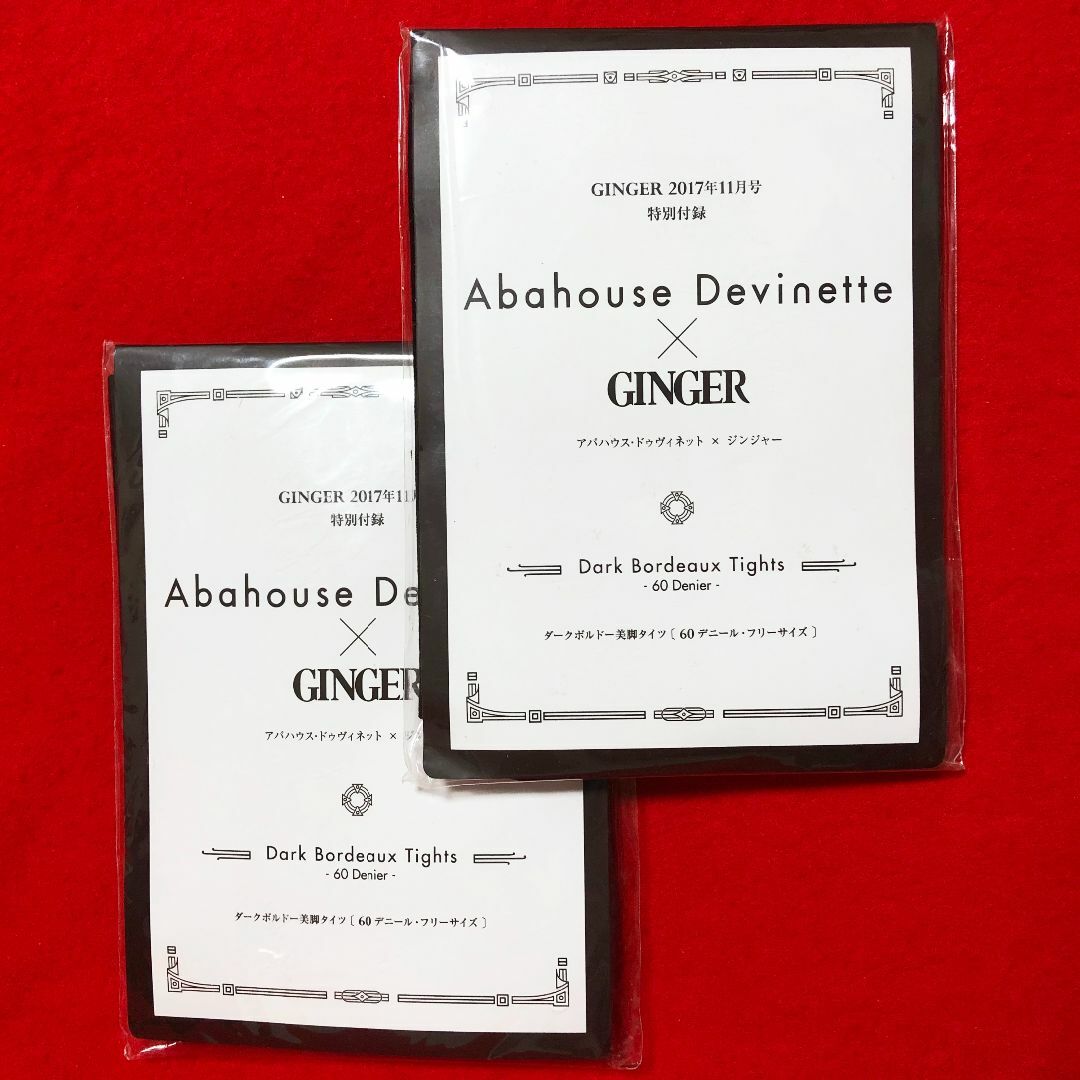 GINGER 2017年11月号
特別付録
Abahouse Devinette
×
GINGER
アバハウス・ドゥヴィネット × ジンジャー
Dark Bordeaux Tights
- 60 Denier -
ダークボルドー美脚タイツ〔 60デニール・フリーサイズ 〕
GINGER 2017年11
特別付録
Abahouse De
×
GINGER
アバハウス・ドゥヴィネット ×
Dark Bordeaux Tights
- 60 Denier -
ダークボルドー美脚タイツ〔 60デニール・フリーサイズ 〕